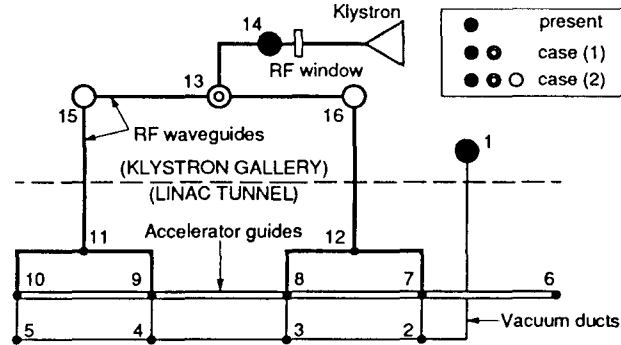 Klystron
14
RF window
present
case (1)
case (2)
13
15
16
RF waveguides
1
(KLYSTRON GALLERY)
(LINAC TUNNEL)
11
Accelerator guides
12
10
9
8
7
6
5
4
3
2
Vacuum ducts